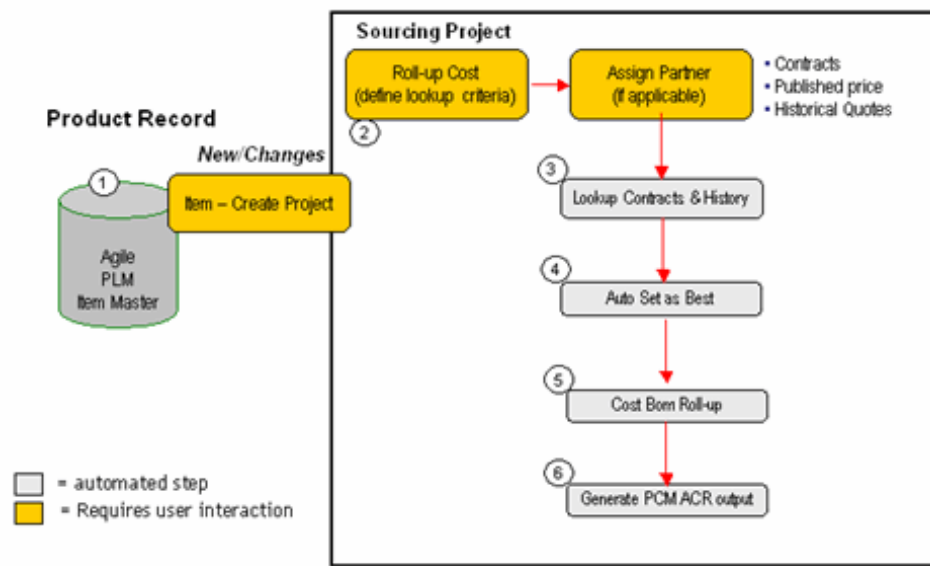 Sourcing Project
Roll-up Cost
(define lookup criteria)
2
Assign Partner
(If applicable)
• Contracts
• Published price
• Historical Quotes
Product Record
New/Changes
1
Item – Create Project
Agile
PLM
Item Master
3
Lookup Contracts & History
4
Auto Set as Best
5
Cost Bom Roll-up
6
Generate PCM ACR output
= automated step
= Requires user interaction